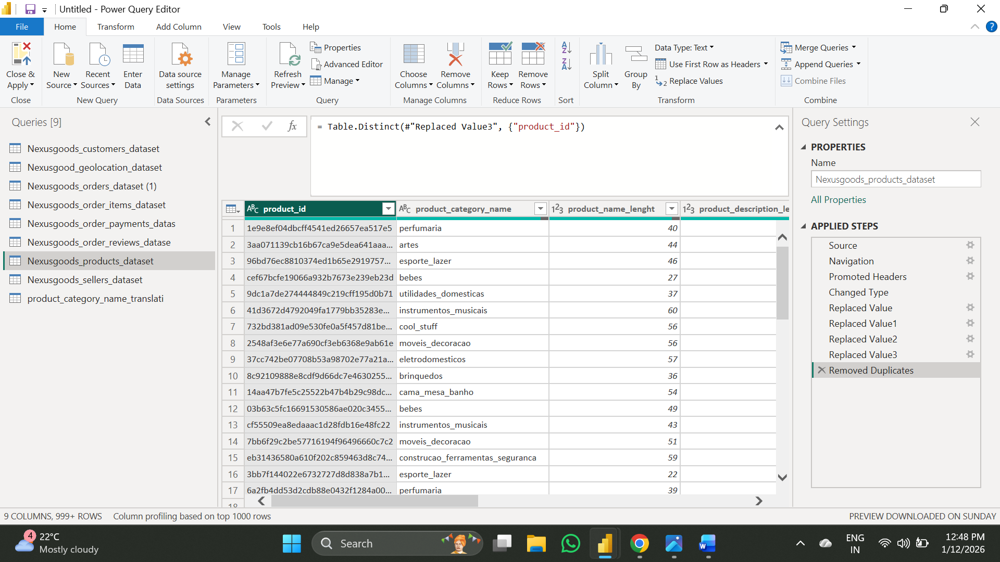 Untitled - Power Query Editor
File Home Transform Add Column View Tools Help
Close & Apply
New Source
Recent Sources
Enter Data
Data source settings
Manage Parameters
Refresh Preview
Properties
Advanced Editor
Manage
Choose Columns
Remove Columns
Keep Rows
Remove Rows
Split Column
Group By
Data Type: Text
Use First Row as Headers
Replace Values
Merge Queries
Append Queries
Combine Files
Close New Query Data Sources Parameters Query Manage Columns Reduce Rows Sort Transform Combine
Queries [9]
Nexusgoods_customers_dataset
Nexusgood_geolocation_dataset
Nexusgoods_orders_dataset (1)
Nexusgoods_order_items_dataset
Nexusgoods_order_payments_datas
Nexusgoods_order_reviews_datase
Nexusgoods_products_dataset
Nexusgoods_sellers_dataset
product_category_name_translati
fx
= Table.Distinct(#"Replaced Value3", {"product_id"})
ABC product_id ABC product_category_name 123 product_name_lenght 123 product_description_le
1 1e9e8ef04dbcff4541ed26657ea517e5 perfumaria 40
2 3aa071139cb16b67ca9e5dea641aaa... artes 44
3 96bd76ec8810374ed1b65e2919757... esporte_lazer 46
4 cef67bcfe19066a932b7673e239eb23d bebes 27
5 9dc1a7de274444849c219cff195d0b71 utilidades_domesticas 37
6 41d3672d4792049fa1779bb35283e... instrumentos_musicais 60
7 732bd381ad09e530fe0a5f457d81be... cool_stuff 56
8 2548af3e6e77a690cf3eb6368e9ab61e moveis_decoracao 56
9 37cc742be07708b53a98702e77a21a... eletrodomesticos 57
10 8c92109888e8cdf9d66dc7e4630255... brinquedos 36
11 14aa47b7fe5c25522b47b4b29c98dc... cama_mesa_banho 54
12 03b63c5fc16691530586ae020c3455... bebes 49
13 cf55509ea8edaaac1d28fdb16e48fc22 instrumentos_musicais 43
14 7bb6f29c2be57716194f96496660c7c2 moveis_decoracao 51
15 eb31436580a610f202c859463d8c74... construcao_ferramentas_seguranca 59
16 3bb7f144022e6732727d8d838a7b1... esporte_lazer 22
17 6a2fb4dd53d2cdb88e0432f1284a00... perfumaria 39
18
Query Settings
PROPERTIES
Name
Nexusgoods_products_dataset
All Properties
APPLIED STEPS
Source
Navigation
Promoted Headers
Changed Type
Replaced Value
Replaced Value1
Replaced Value2
Replaced Value3
Removed Duplicates
9 COLUMNS, 999+ ROWS Column profiling based on top 1000 rows PREVIEW DOWNLOADED ON SUNDAY
4
22°C
Mostly cloudy
Search
ENG
IN
12:48 PM
1/12/2026